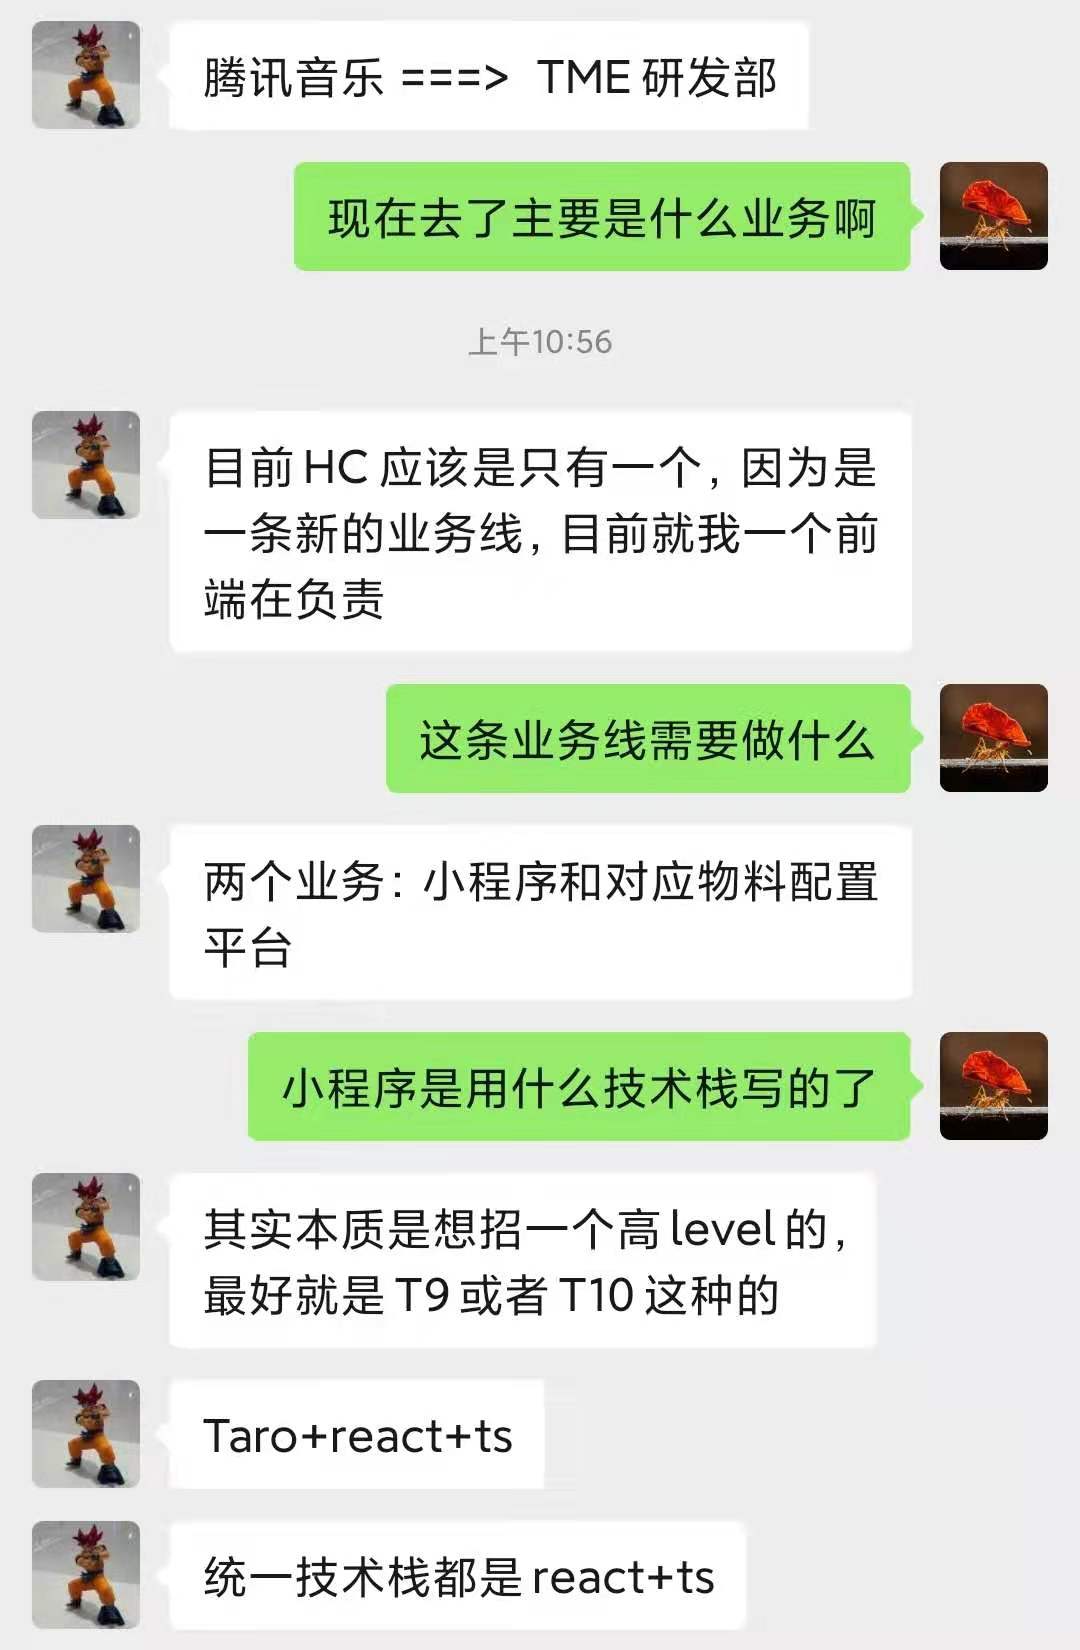 腾讯音乐 ===> TME 研发部
现在去了主要是什么业务啊
上午10:56
目前 HC 应该是只有一个，因为是
一条新的业务线，目前就我一个前
端在负责
这条业务线需要做什么
两个业务：小程序和对应物料配置
平台
小程序是用什么技术栈写的了
其实本质是想招一个高 level 的，
最好就是 T9 或者 T10 这种的
Taro+react+ts
统一技术栈都是 react+ts